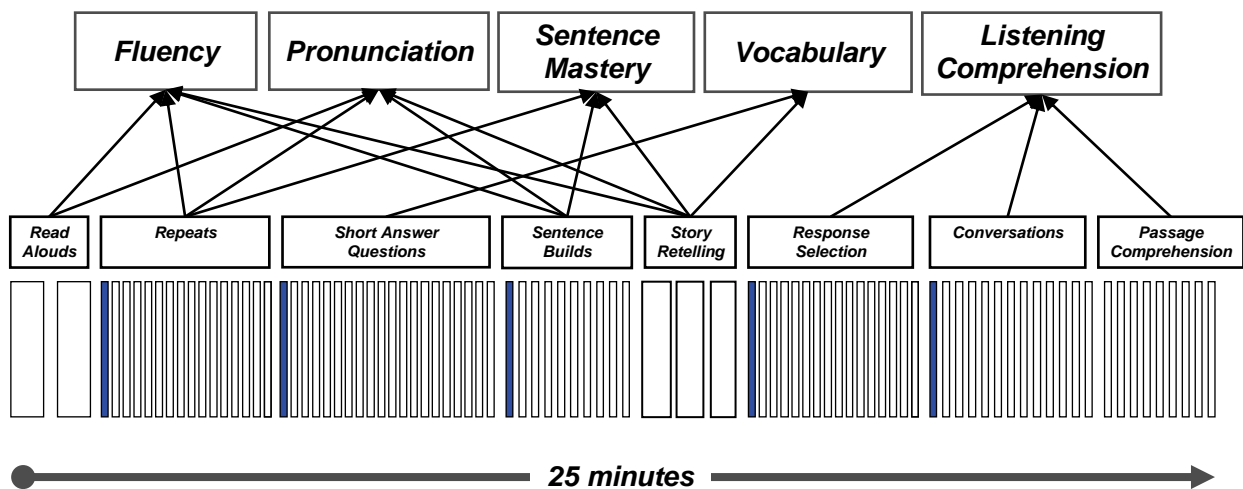 Fluency
Pronunciation
Sentence
Mastery
Vocabulary
Listening
Comprehension
Read
Alouds
Repeats
Short Answer
Questions
Sentence
Builds
Story
Retelling
Response
Selection
Conversations
Passage
Comprehension
25 minutes